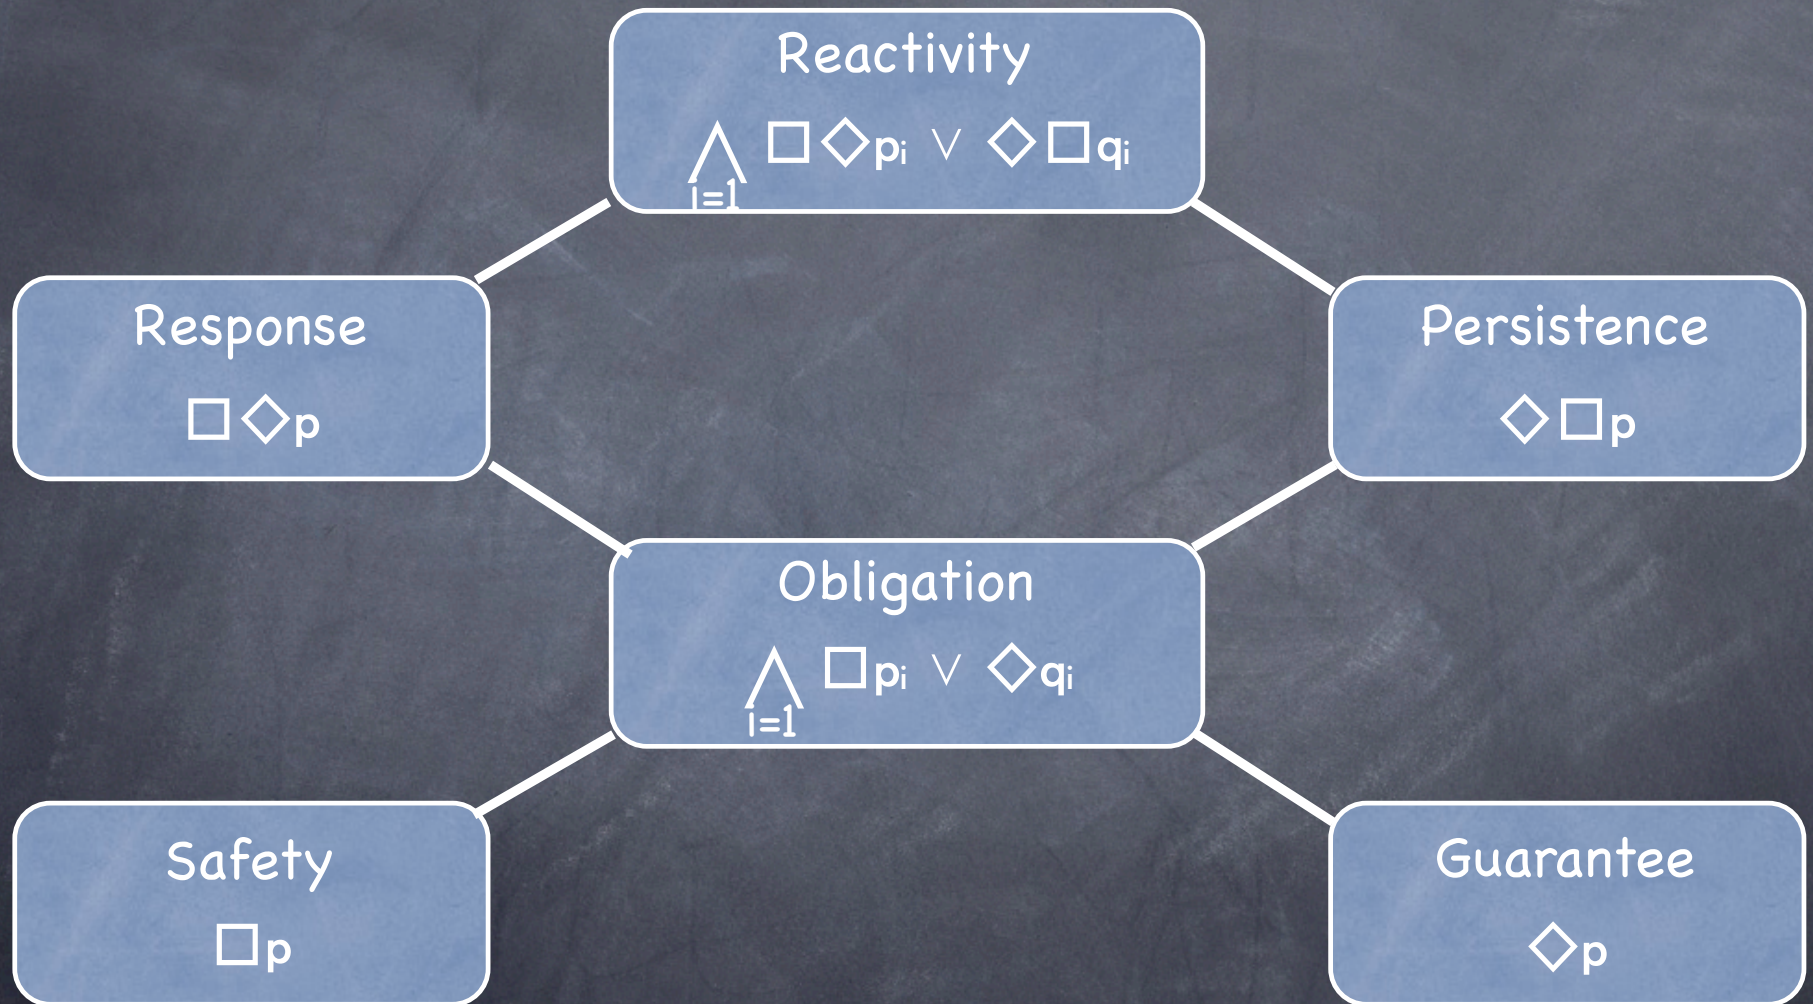 Reactivity
⋀ □◇pᵢ ∨ ◇□qᵢ
i=1
Response
□◇p
Persistence
◇□p
Obligation
⋀ □pᵢ ∨ ◇qᵢ
i=1
Safety
□p
Guarantee
◇p